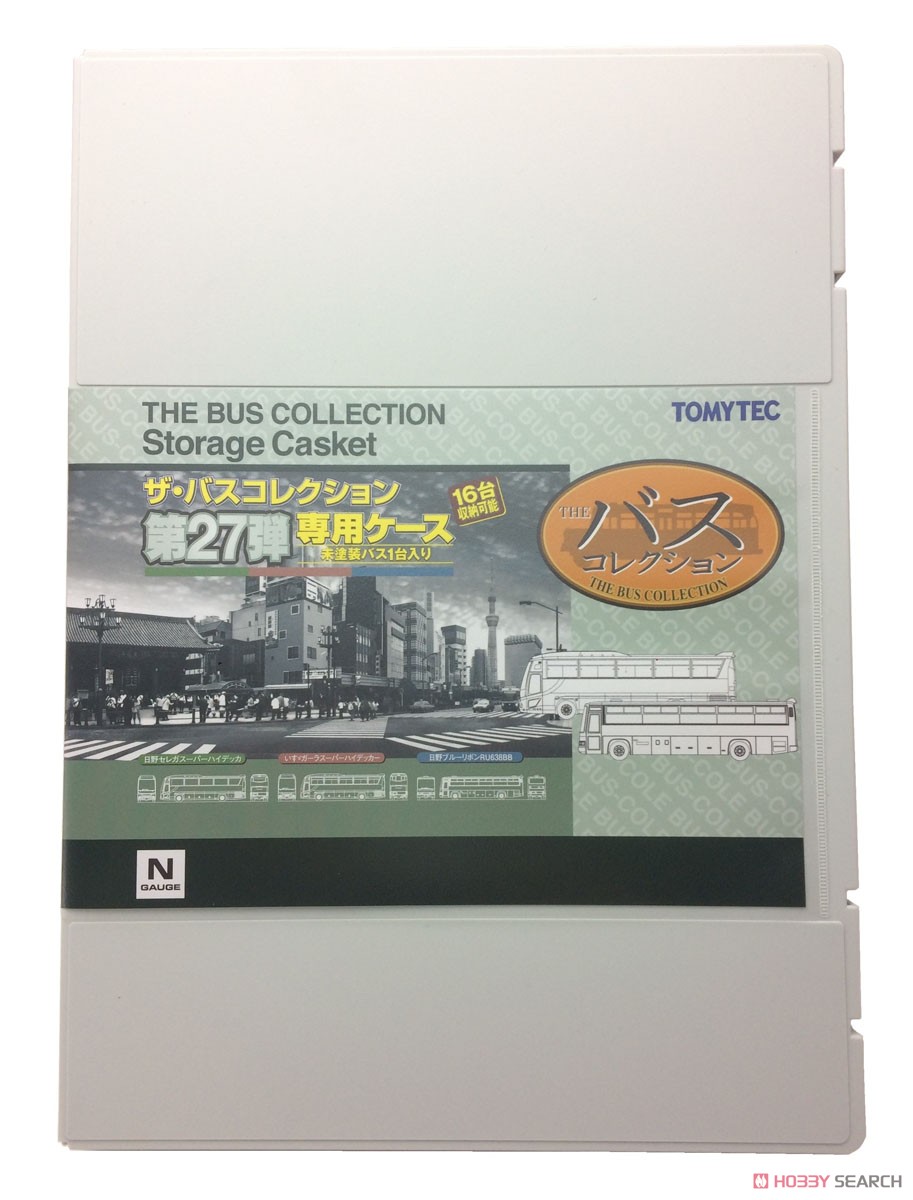 THE BUS COLLECTION
Storage Casket
TOMYTEC
ザ・バスコレクション
第27弾 専用ケース
未塗装バス1台入り
16台
収納可能
THE バス
コレクション
THE BUS COLLECTION
日野セレガスーパーハイデッカ
いすゞガーラスーパーハイデッカー
日野ブルーリボンRU638BB
N
GAUGE
HOBBY SEARCH